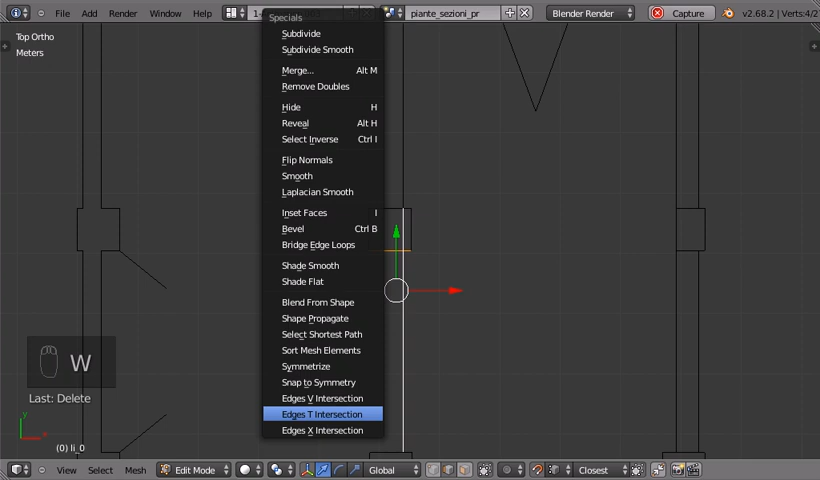 File Add Render Window Help 1- piante_sezioni_pr Blender Render Capture v2.68.2 | Verts:4/2
Top Ortho
Meters
Specials
Subdivide
Subdivide Smooth
Merge... Alt M
Remove Doubles
Hide H
Reveal Alt H
Select Inverse Ctrl I
Flip Normals
Smooth
Laplacian Smooth
Inset Faces I
Bevel Ctrl B
Bridge Edge Loops
Shade Smooth
Shade Flat
Blend From Shape
Shape Propagate
Select Shortest Path
Sort Mesh Elements
Symmetrize
Snap to Symmetry
Edges V Intersection
Edges T Intersection
Edges X Intersection
W
Last: Delete
y
x
(0) li_0
View Select Mesh Edit Mode Global Closest